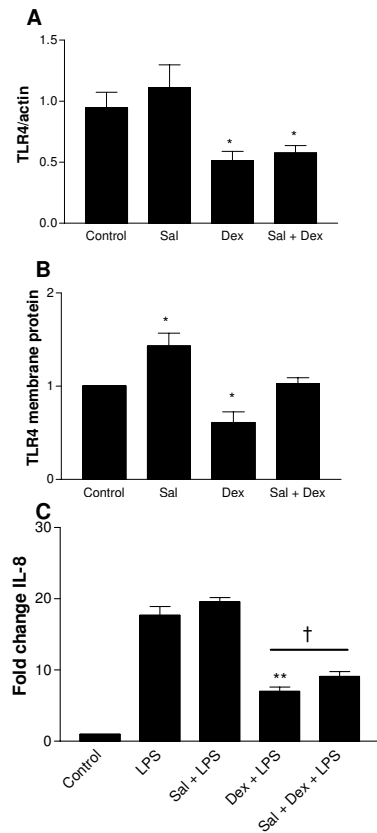 A
TLR4/actin
1.5
1.0
0.5
0.0
*
*
Control Sal Dex Sal + Dex
B
TLR4 membrane protein
2
1
0
*
*
Control Sal Dex Sal + Dex
C
Fold change IL-8
30
20
10
0
†
**
Control LPS Sal + LPS Dex + LPS Sal + Dex + LPS